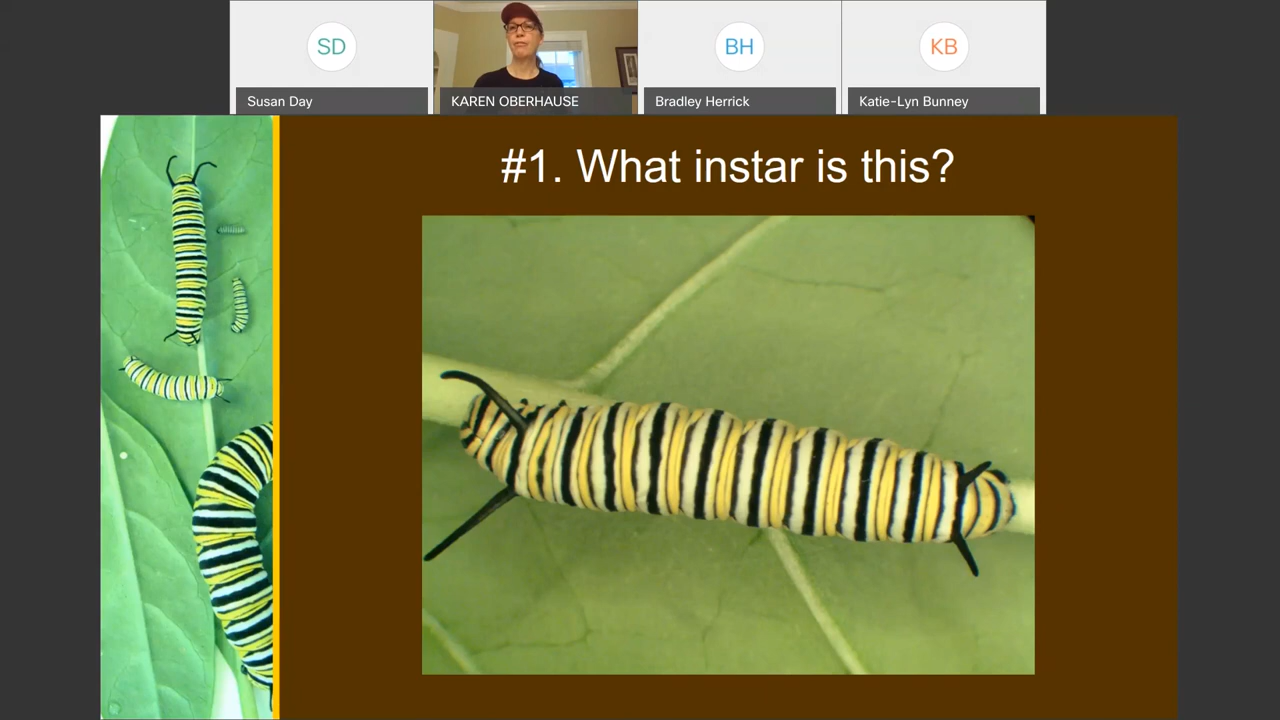 SD
BH
KB
Susan Day
KAREN OBERHAUSE
Bradley Herrick
Katie-Lyn Bunney
#1. What instar is this?